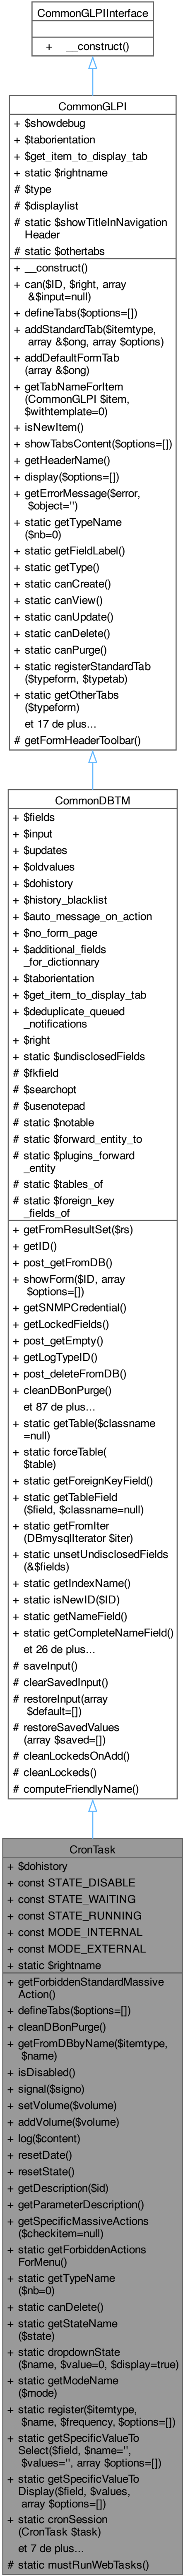 CommonGLPIInterface
+ __construct()
CommonGLPI
+ $showdebug
+ $taborientation
+ $get_item_to_display_tab
+ static $rightname
# $type
# $displaylist
# static $showTitleInNavigation
Header
# static $othertabs
+ __construct()
+ can($ID, $right, array
&$input=null)
+ defineTabs($options=[])
+ addStandardTab($itemtype,
array &$ong, array $options)
+ addDefaultFormTab
(array &$ong)
+ getTabNameForItem
(CommonGLPI $item,
$withtemplate=0)
+ isNewItem()
+ showTabsContent($options=[])
+ getHeaderName()
+ display($options=[])
+ getErrorMessage($error,
$object='')
+ static getTypeName
($nb=0)
+ static getFieldLabel()
+ static getType()
+ static canCreate()
+ static canView()
+ static canUpdate()
+ static canDelete()
+ static canPurge()
+ static registerStandardTab
($typeform, $typetab)
+ static getOtherTabs
($typeform)
et 17 de plus...
# getFormHeaderToolbar()
CommonDBTM
+ $fields
+ $input
+ $updates
+ $oldvalues
+ $dohistory
+ $history_blacklist
+ $auto_message_on_action
+ $no_form_page
+ $additional_fields
_for_dictionnary
+ $taborientation
+ $get_item_to_display_tab
+ $deduplicate_queued
_notifications
+ $right
+ static $undisclosedFields
# $fkfield
# $searchopt
# $usenotepad
# static $notable
# static $forward_entity_to
# static $plugins_forward
_entity
# static $tables_of
# static $foreign_key
_fields_of
+ getFromResultSet($rs)
+ getID()
+ post_getFromDB()
+ showForm($ID, array
$options=[])
+ getSNMPCredential()
+ getLockedFields()
+ post_getEmpty()
+ getLogTypeID()
+ post_deleteFromDB()
+ cleanDBonPurge()
et 87 de plus...
+ static getTable($classname
=null)
+ static forceTable(
$table)
+ static getForeignKeyField()
+ static getTableField
($field, $classname=null)
+ static getFromIter
(DBmysqlIterator $iter)
+ static unsetUndisclosedFields
(&$fields)
+ static getIndexName()
+ static isNewID($ID)
+ static getNameField()
+ static getCompleteNameField()
et 26 de plus...
# saveInput()
# clearSavedInput()
# restoreInput(array
$default=[])
# restoreSavedValues
(array $saved=[])
# cleanLockedsOnAdd()
# cleanLockeds()
# computeFriendlyName()
CronTask
+ $dohistory
+ const STATE_DISABLE
+ const STATE_WAITING
+ const STATE_RUNNING
+ const MODE_INTERNAL
+ const MODE_EXTERNAL
+ static $rightname
+ getForbiddenStandardMassive
Action()
+ defineTabs($options=[])
+ cleanDBonPurge()
+ getFromDBbyName($itemtype,
$name)
+ isDisabled()
+ signal($signo)
+ setVolume($volume)
+ addVolume($volume)
+ log($content)
+ resetDate()
+ resetState()
+ getDescription($id)
+ getParameterDescription()
+ getSpecificMassiveActions
($checkitem=null)
+ static getForbiddenActions
ForMenu()
+ static getTypeName
($nb=0)
+ static canDelete()
+ static getStateName
($state)
+ static dropdownState
($name, $value=0, $display=true)
+ static getModeName
($mode)
+ static register($itemtype,
$name, $frequency, $options=[])
+ static getSpecificValueTo
Select($field, $name='',
$values='', array $options=[])
+ static getSpecificValueTo
Display($field, $values,
array $options=[])
+ static cronSession
(CronTask $task)
et 7 de plus...
# static mustRunWebTasks()